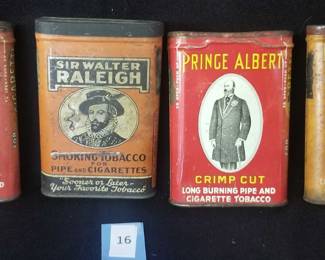 SIR WALTER
RALEIGH
SMOKING TOBACCO
FOR
PIPE AND CIGARETTES
"Sooner or Later-
Your Favorite Tobacco"
PRINCE ALBERT
CRIMP CUT
LONG BURNING PIPE AND
CIGARETTE TOBACCO
16